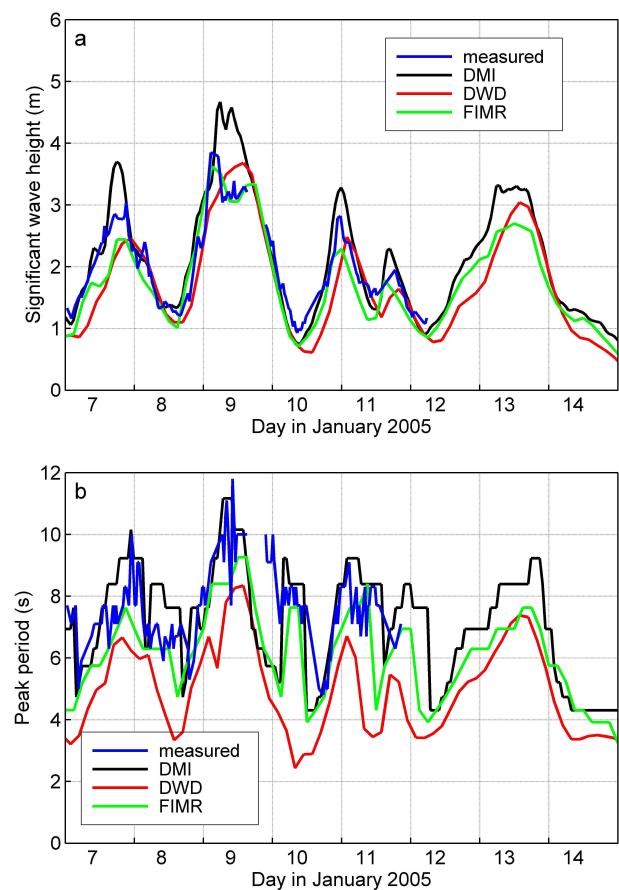 a
Significant wave height (m)
6
5
4
3
2
1
0
measured
DMI
DWD
FIMR
7 8 9 10 11 12 13 14
Day in January 2005
b
Peak period (s)
12
10
8
6
4
2
0
measured
DMI
DWD
FIMR
7 8 9 10 11 12 13 14
Day in January 2005